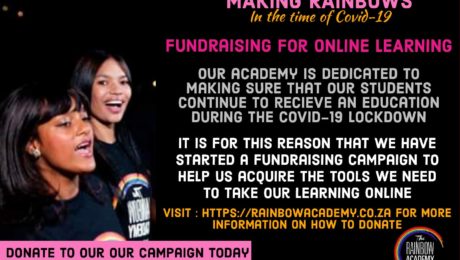 MAKING RAINBOWS
In the time of Covid-19
FUNDRAISING FOR ONLINE LEARNING
OUR ACADEMY IS DEDICATED TO
MAKING SURE THAT OUR STUDENTS
CONTINUE TO RECIEVE AN EDUCATION
DURING THE COVID-19 LOCKDOWN
IT IS FOR THIS REASON THAT WE HAVE
STARTED A FUNDRAISING CAMPAIGN TO
HELP US ACQUIRE THE TOOLS WE NEED
TO TAKE OUR LEARNING ONLINE
VISIT : HTTPS://RAINBOWACADEMY.CO.ZA FOR MORE
INFORMATION ON HOW TO DONATE
DONATE TO OUR OUR CAMPAIGN TODAY
The
RAINBOW
ACADEMY